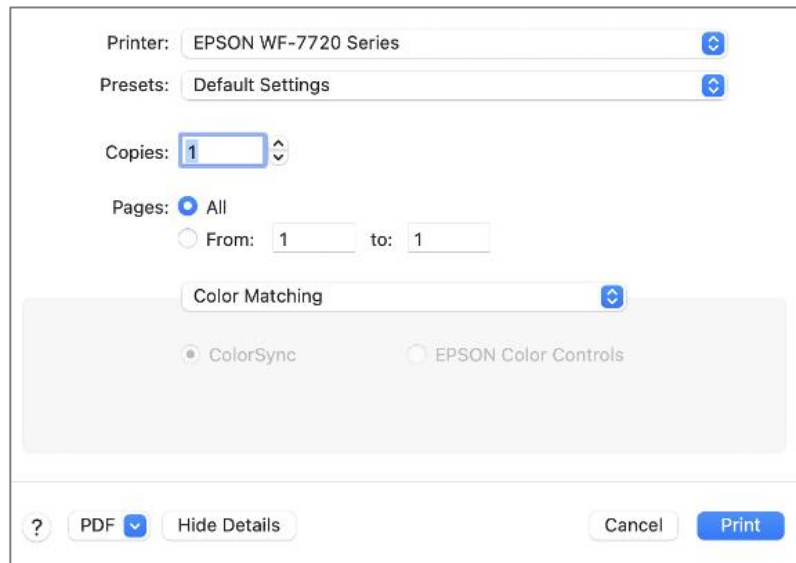 Printer: EPSON WF-7720 Series
Presets: Default Settings
Copies: 1
Pages: All
From: 1 to: 1
Color Matching
ColorSync EPSON Color Controls
? PDF Hide Details Cancel Print